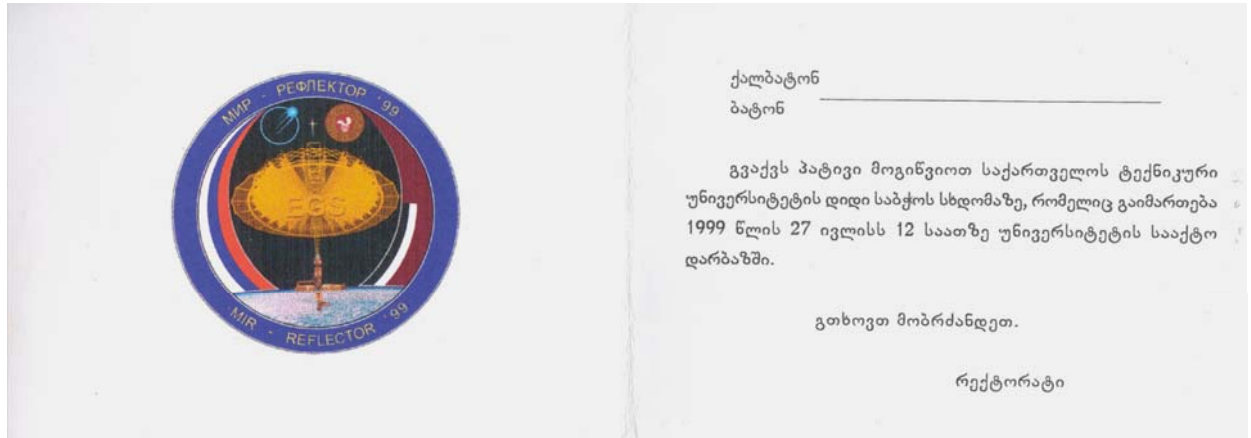 МИР - РЕФЛЕКТОР '99
EGS
MIR - REFLECTOR '99
ქალბატონ
ბატონ
გვაქვს პატივი მოგიწვიოთ საქართველოს ტექნიკური
უნივერსიტეტის დიდი საბჭოს სხდომაზე, რომელიც გაიმართება
1999 წლის 27 ივლისს 12 საათზე უნივერსიტეტის სააქტო
დარბაზში.
გთხოვთ მობრძანდეთ.
რექტორატი